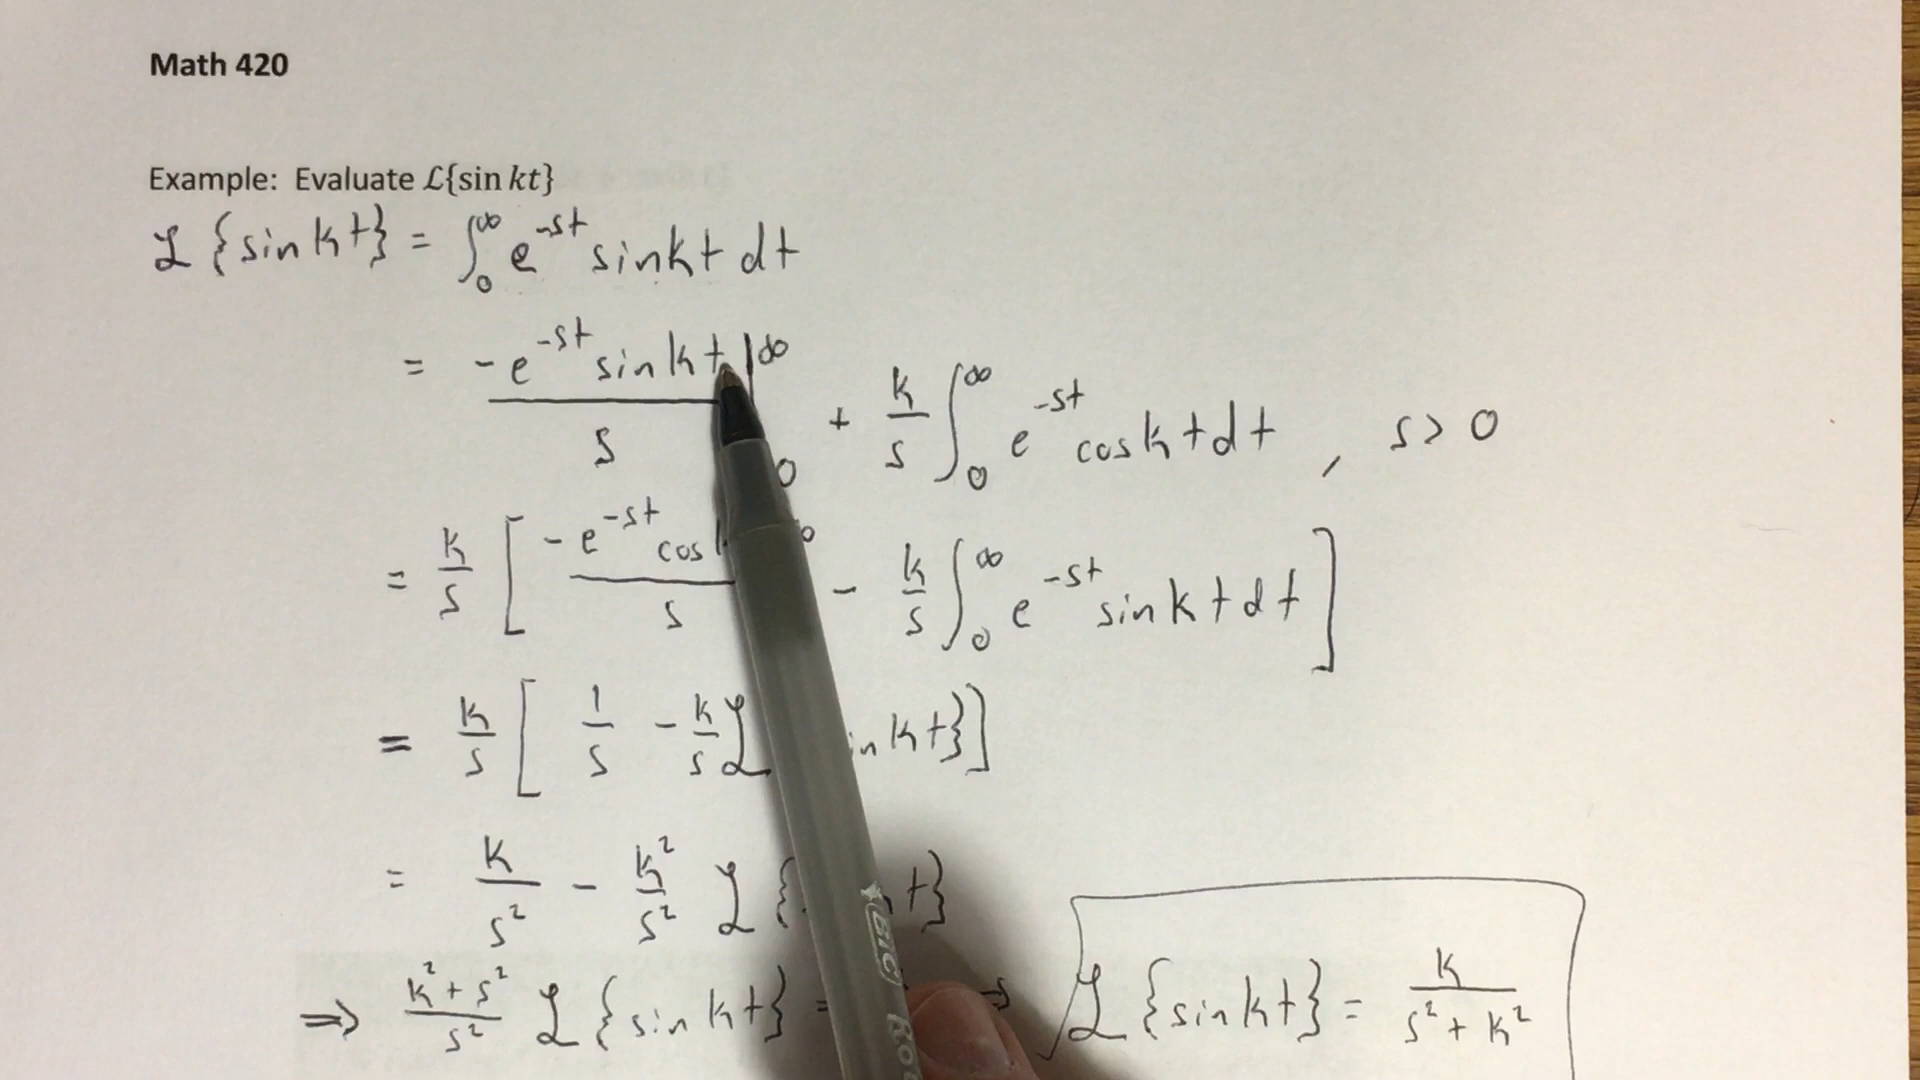 Math 420
Example: Evaluate ℒ{sin kt}
ℒ{sin kt} = ∫₀^∞ e^(-st) sin kt dt
= -e^(-st) sin kt / s |₀^∞ + k/s ∫₀^∞ e^(-st) cos kt dt , s > 0
= k/s [ -e^(-st) cos / s - k/s ∫₀^∞ e^(-st) sin kt dt ]
= k/s [ 1/s - k/s ℒ kt} ]
= k/s² - k²/s² ℒ { t}
⇒ (k² + s²)/s² ℒ{sin kt} = ⇒ ℒ{sin kt} = k/(s² + k²)
BIC